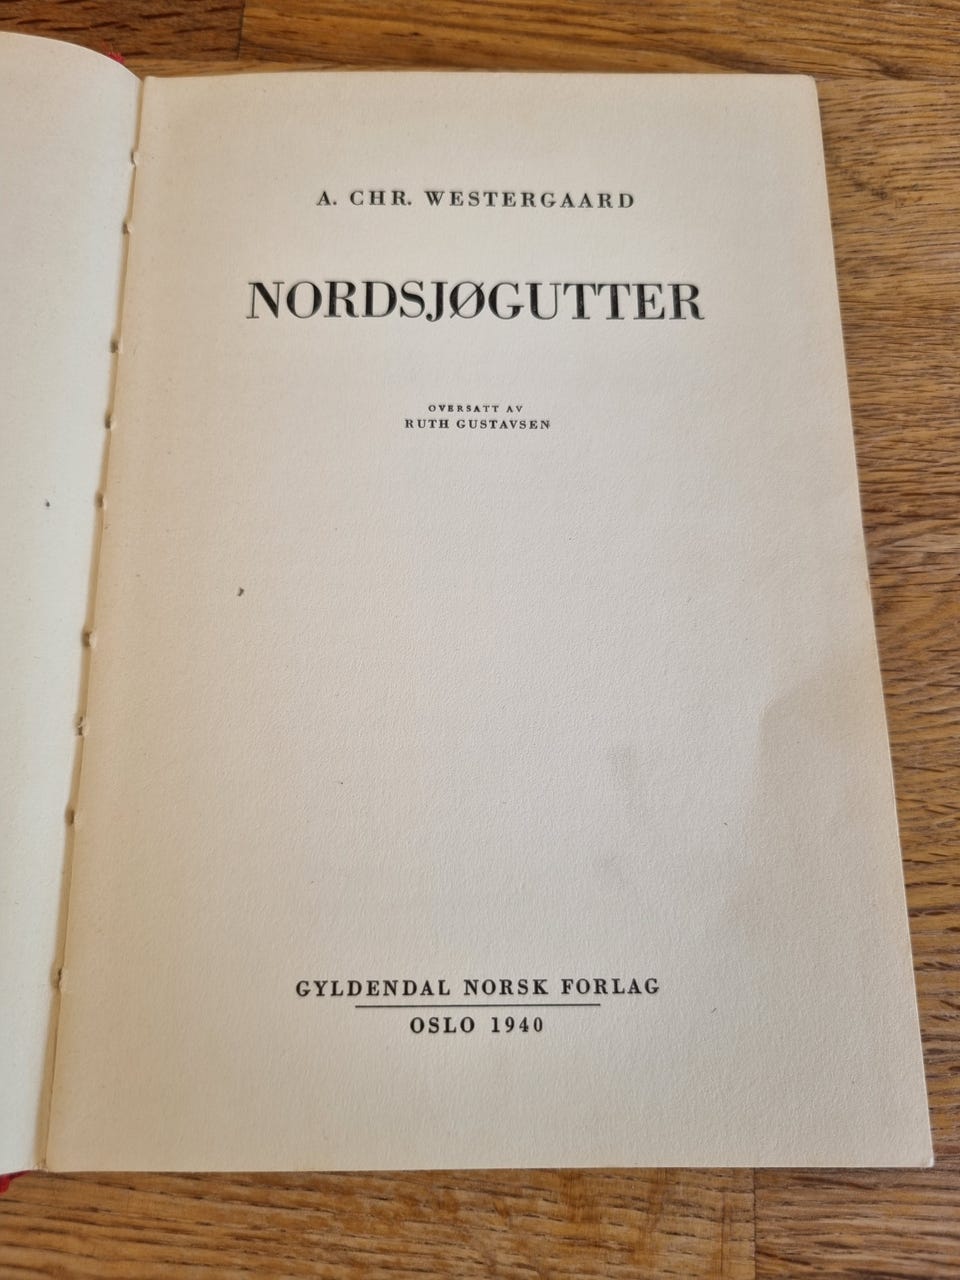 A. CHR. WESTERGAARD
NORDSJØGUTTER
OVERSATT AV
RUTH GUSTAVSEN
GYLDENDAL NORSK FORLAG
OSLO 1940